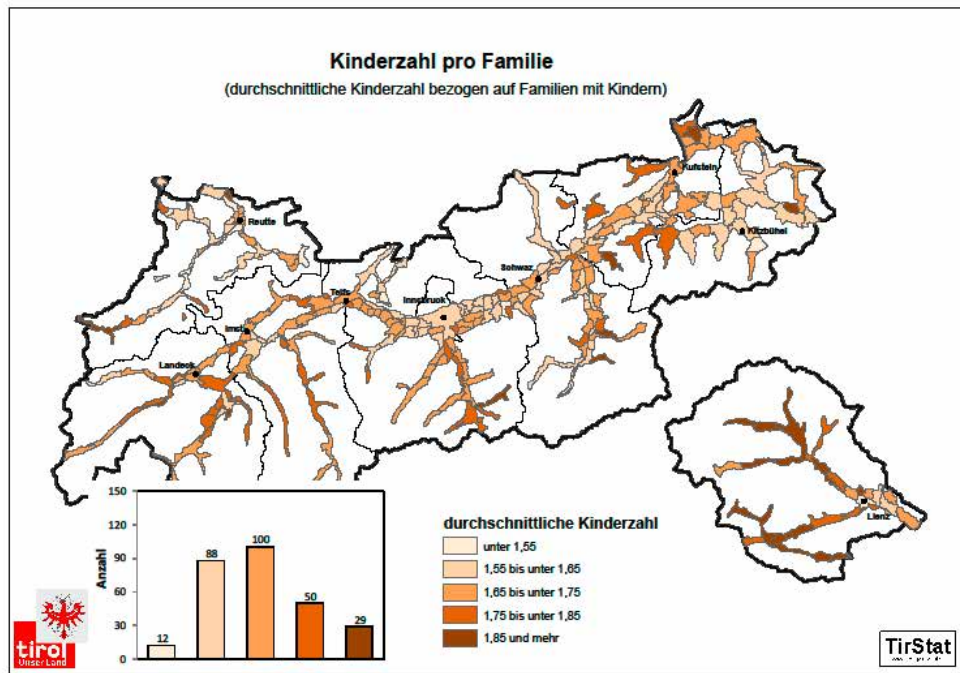 Kinderzahl pro Familie
(durchschnittliche Kinderzahl bezogen auf Familien mit Kindern)
Kufstein
Reutte
Kitzbühel
Schwaz
Telfs
Innsbruck
Imst
Landeck
Lienz
150
120
90
60
30
0
Anzahl
12
88
100
50
29
durchschnittliche Kinderzahl
unter 1,55
1,55 bis unter 1,65
1,65 bis unter 1,75
1,75 bis unter 1,85
1,85 und mehr
tirol
Unser Land
TirStat